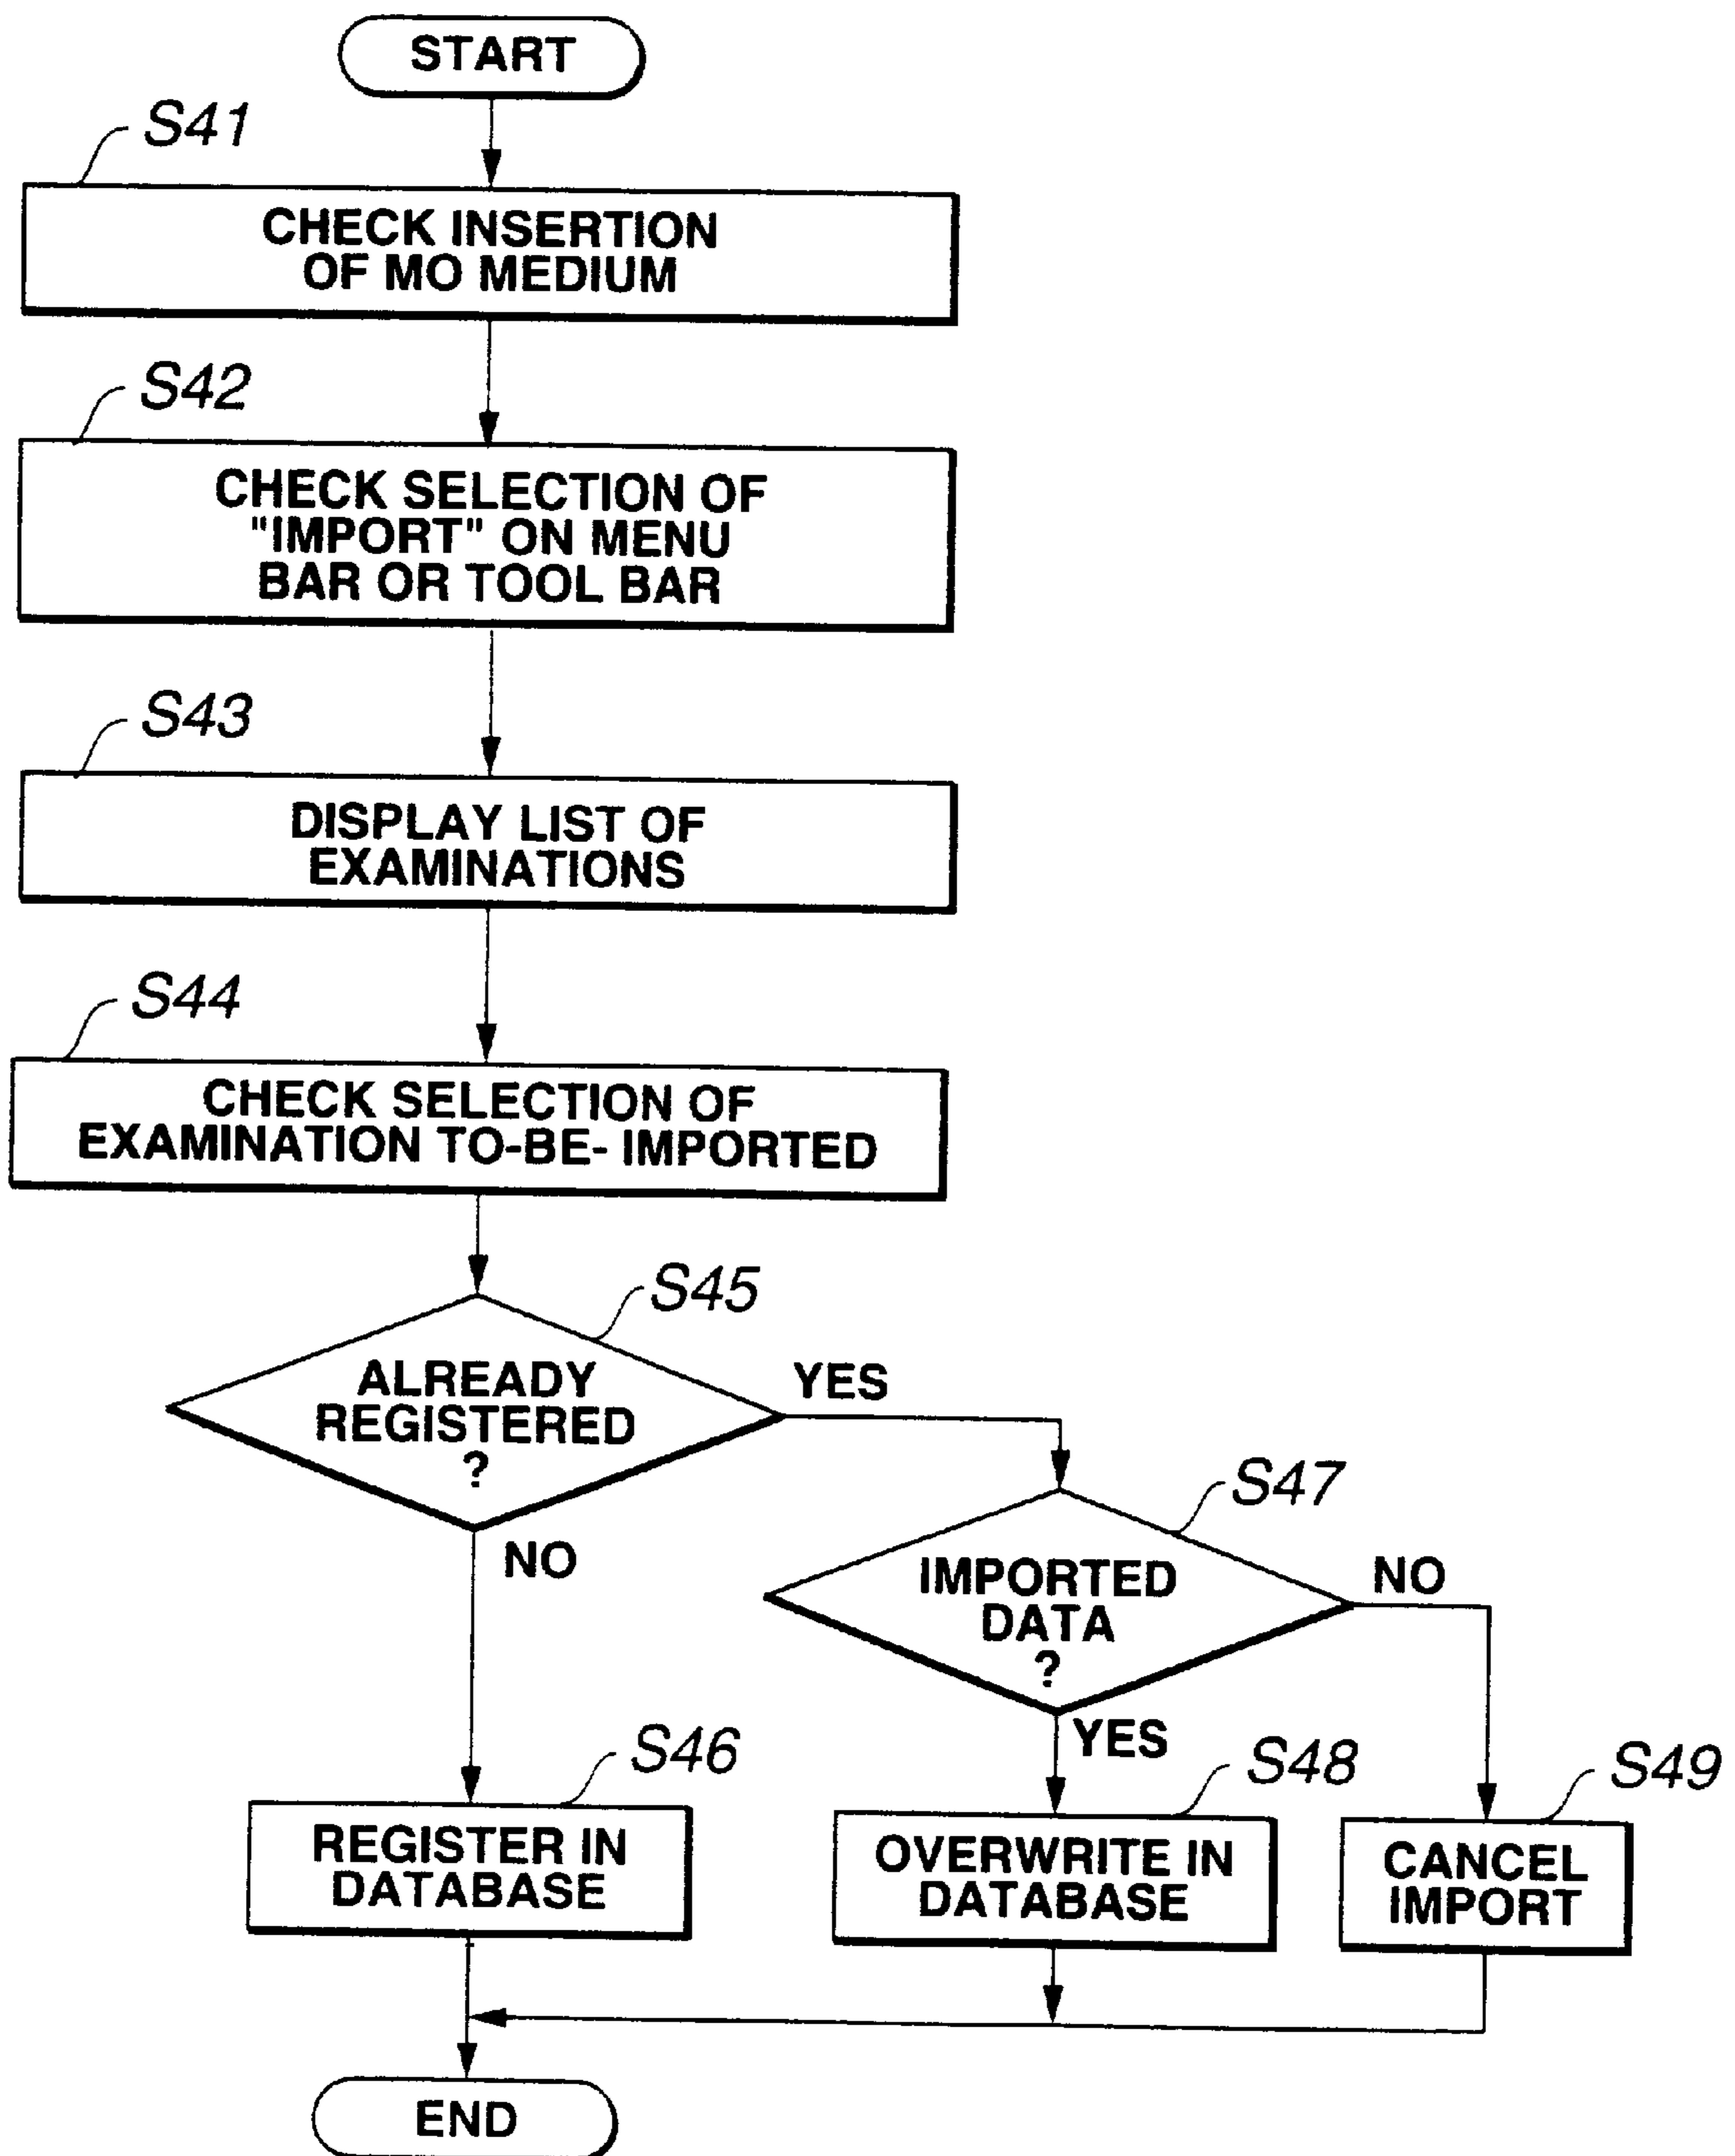 START
S41
CHECK INSERTION
OF MO MEDIUM
S42
CHECK SELECTION OF
"IMPORT" ON MENU
BAR OR TOOL BAR
S43
DISPLAY LIST OF
EXAMINATIONS
S44
CHECK SELECTION OF
EXAMINATION TO-BE- IMPORTED
S45
ALREADY
REGISTERED
?
YES
NO
S47
IMPORTED
DATA
?
NO
YES
S46
REGISTER IN
DATABASE
S48
OVERWRITE IN
DATABASE
S49
CANCEL
IMPORT
END